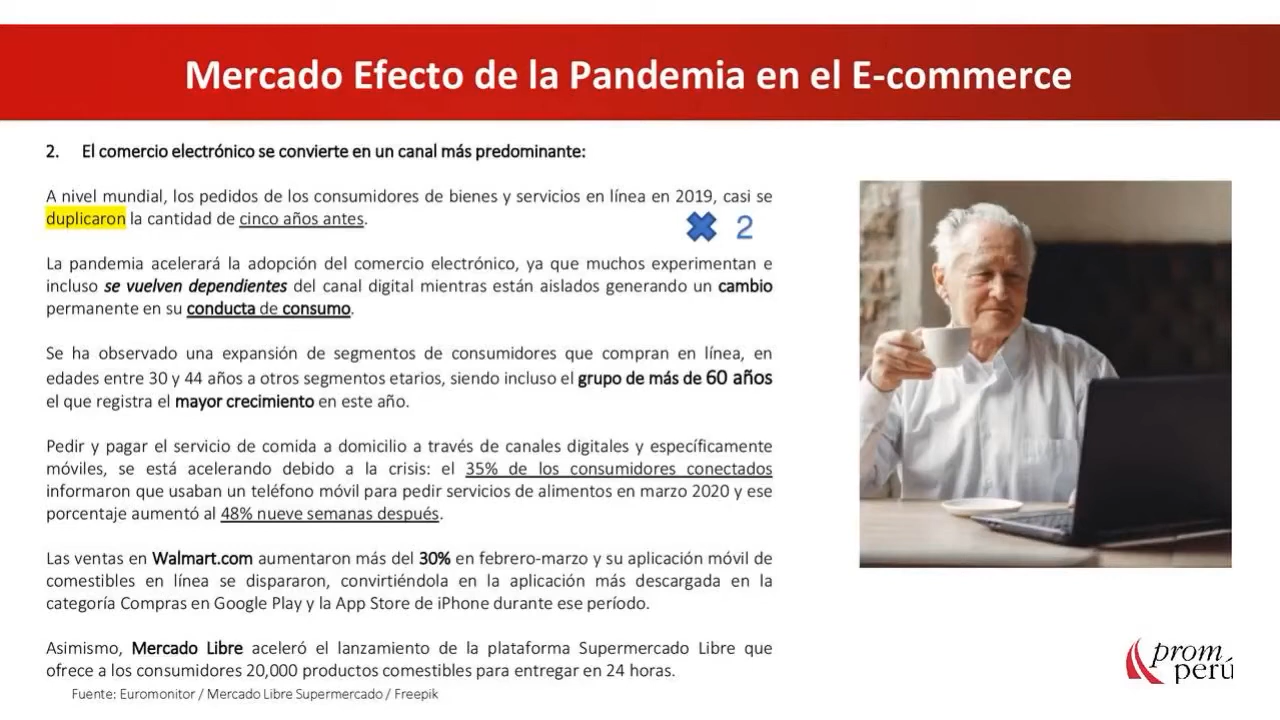 Mercado Efecto de la Pandemia en el E-commerce
2. El comercio electrónico se convierte en un canal más predominante:
A nivel mundial, los pedidos de los consumidores de bienes y servicios en línea en 2019, casi se
duplicaron la cantidad de cinco años antes.
✖ 2
La pandemia acelerará la adopción del comercio electrónico, ya que muchos experimentan e
incluso se vuelven dependientes del canal digital mientras están aislados generando un cambio
permanente en su conducta de consumo.
Se ha observado una expansión de segmentos de consumidores que compran en línea, en
edades entre 30 y 44 años a otros segmentos etarios, siendo incluso el grupo de más de 60 años
el que registra el mayor crecimiento en este año.
Pedir y pagar el servicio de comida a domicilio a través de canales digitales y específicamente
móviles, se está acelerando debido a la crisis: el 35% de los consumidores conectados
informaron que usaban un teléfono móvil para pedir servicios de alimentos en marzo 2020 y ese
porcentaje aumentó al 48% nueve semanas después.
Las ventas en Walmart.com aumentaron más del 30% en febrero-marzo y su aplicación móvil de
comestibles en línea se dispararon, convirtiéndola en la aplicación más descargada en la
categoría Compras en Google Play y la App Store de iPhone durante ese período.
Asimismo, Mercado Libre aceleró el lanzamiento de la plataforma Supermercado Libre que
ofrece a los consumidores 20,000 productos comestibles para entregar en 24 horas.
Fuente: Euromonitor / Mercado Libre Supermercado / Freepik
prom
perú